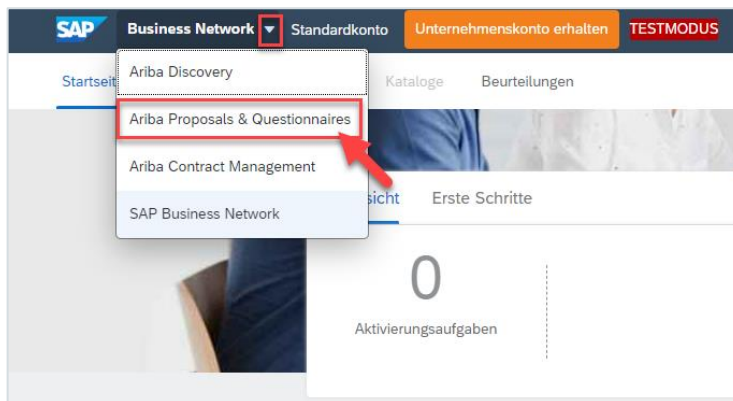 SAP Business Network Standardkonto Unternehmenskonto erhalten TESTMODUS
Startseit Kataloge Beurteilungen
Ariba Discovery
Ariba Proposals & Questionnaires
Ariba Contract Management
SAP Business Network
sicht Erste Schritte
0
Aktivierungsaufgaben